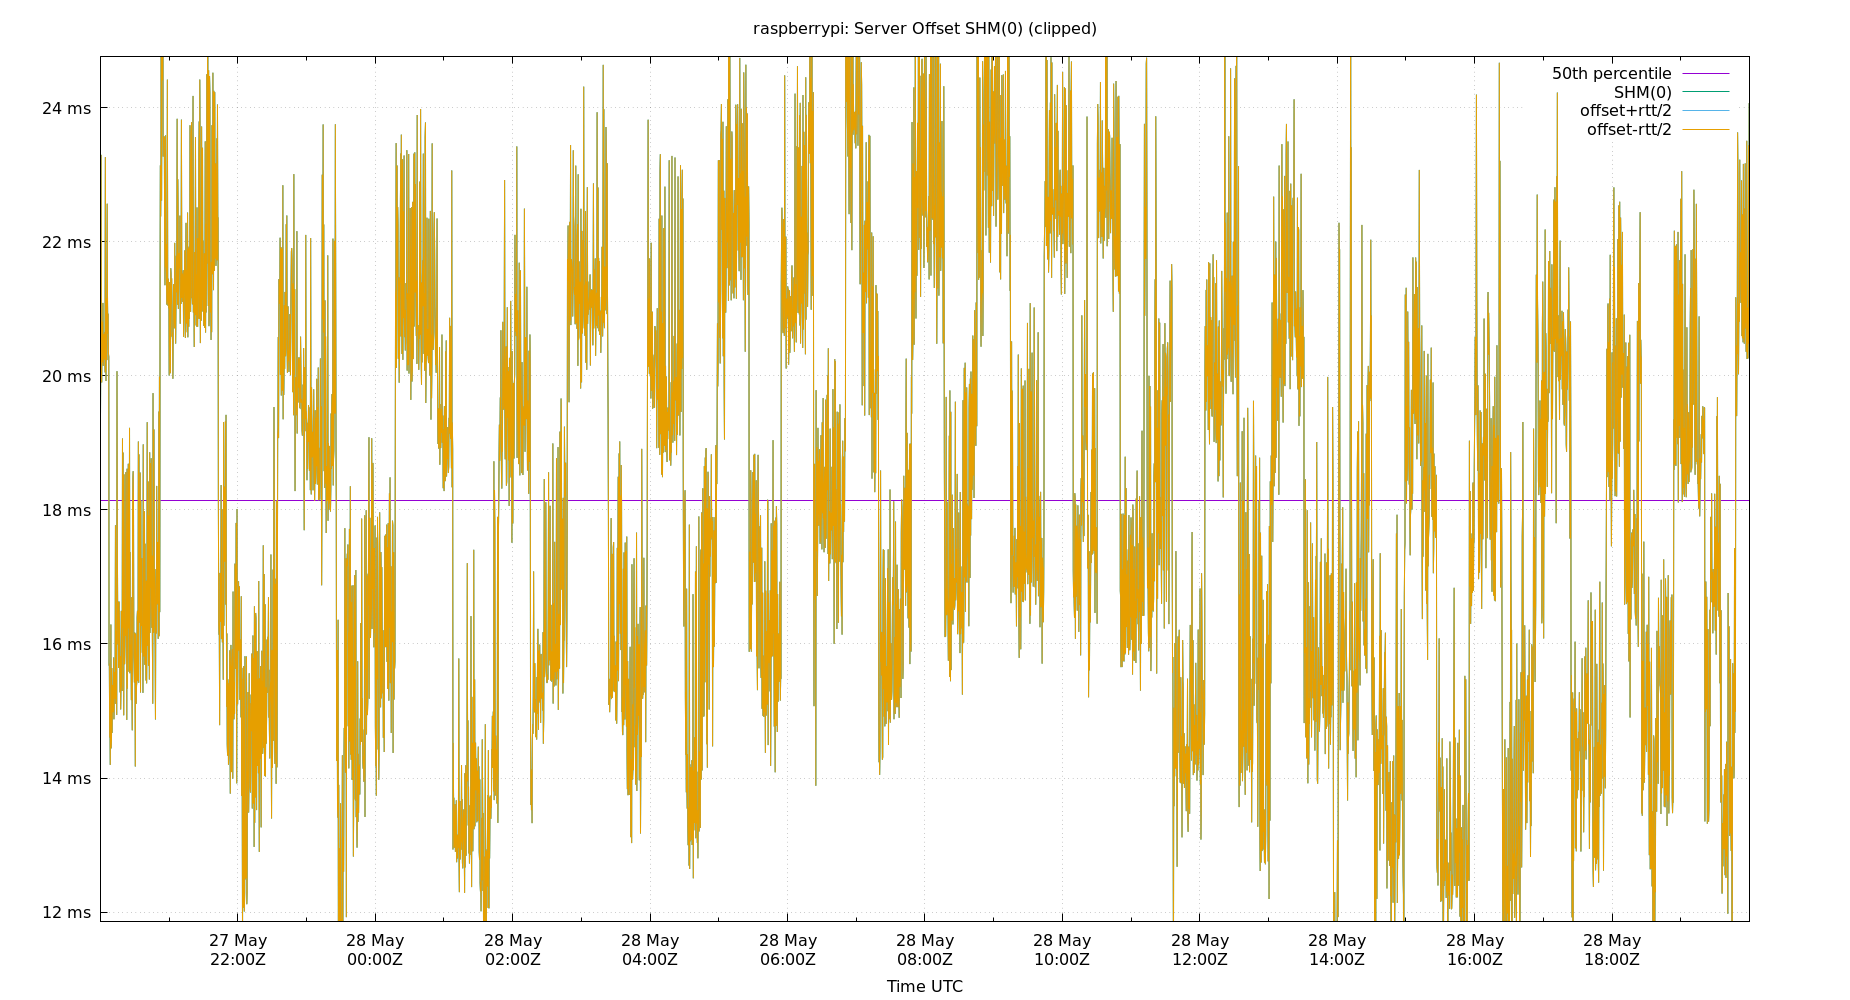 raspberrypi: Server Offset SHM(0) (clipped)
50th percentile
SHM(0)
offset+rtt/2
offset-rtt/2
24 ms
22 ms
20 ms
18 ms
16 ms
14 ms
12 ms
27 May 28 May 28 May 28 May 28 May 28 May 28 May 28 May 28 May 28 May 28 May
22:00Z 00:00Z 02:00Z 04:00Z 06:00Z 08:00Z 10:00Z 12:00Z 14:00Z 16:00Z 18:00Z
Time UTC